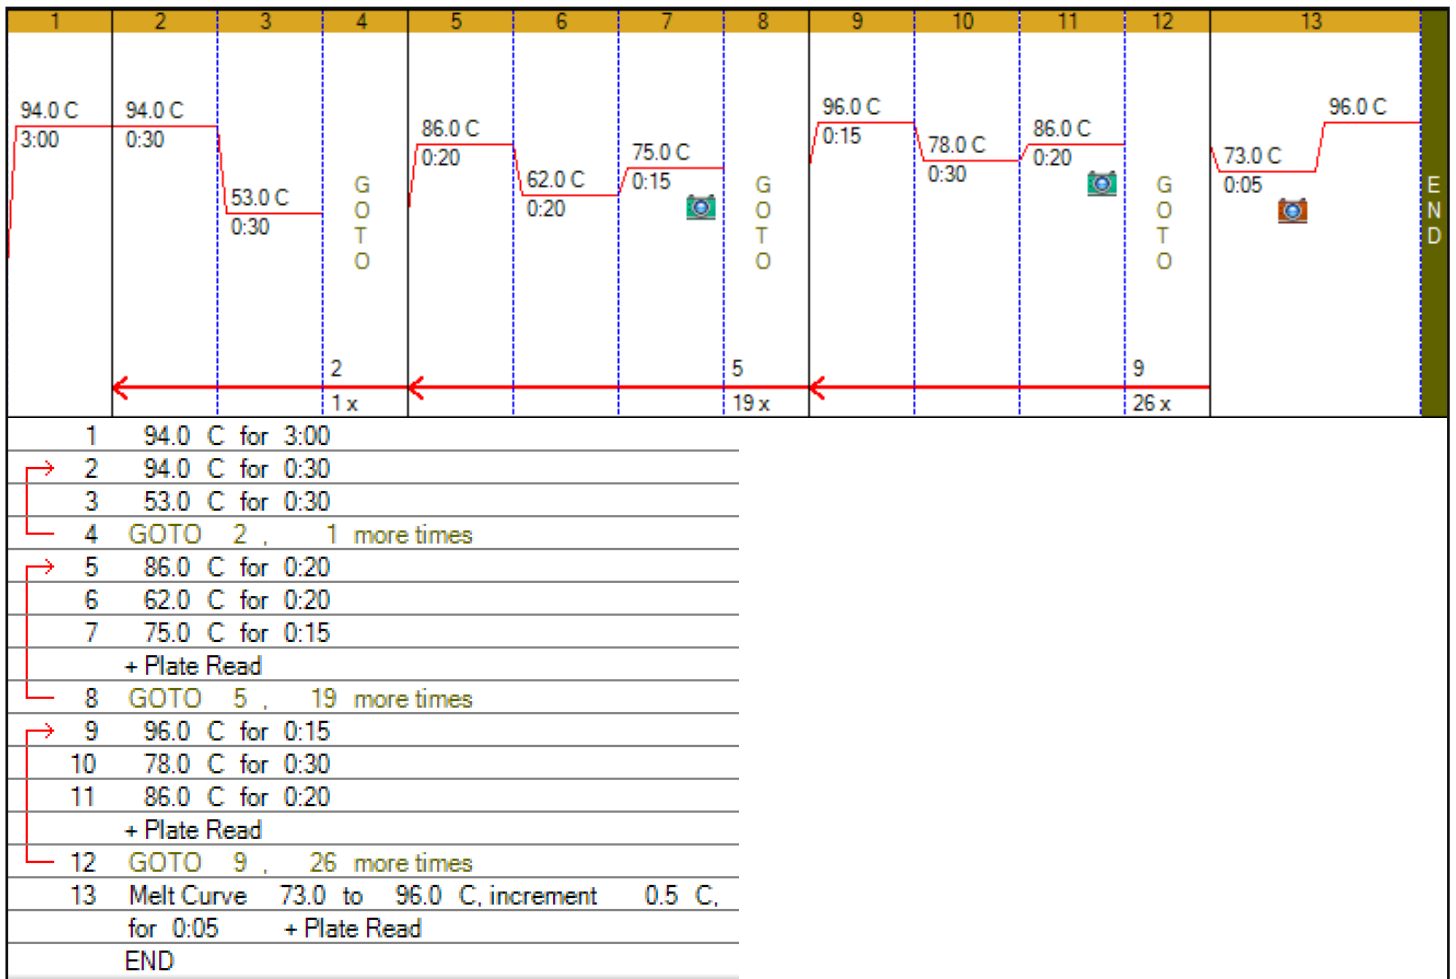 1 2 3 4 5 6 7 8 9 10 11 12 13
94.0 C
3:00
94.0 C
0:30
53.0 C
0:30
GOTO
2
1 x
86.0 C
0:20
62.0 C
0:20
75.0 C
0:15
GOTO
5
19 x
96.0 C
0:15
78.0 C
0:30
86.0 C
0:20
GOTO
9
26 x
73.0 C
0:05
96.0 C
END
1 94.0 C for 3:00
2 94.0 C for 0:30
3 53.0 C for 0:30
4 GOTO 2 , 1 more times
5 86.0 C for 0:20
6 62.0 C for 0:20
7 75.0 C for 0:15
+ Plate Read
8 GOTO 5 , 19 more times
9 96.0 C for 0:15
10 78.0 C for 0:30
11 86.0 C for 0:20
+ Plate Read
12 GOTO 9 , 26 more times
13 Melt Curve 73.0 to 96.0 C, increment 0.5 C,
for 0:05 + Plate Read
END